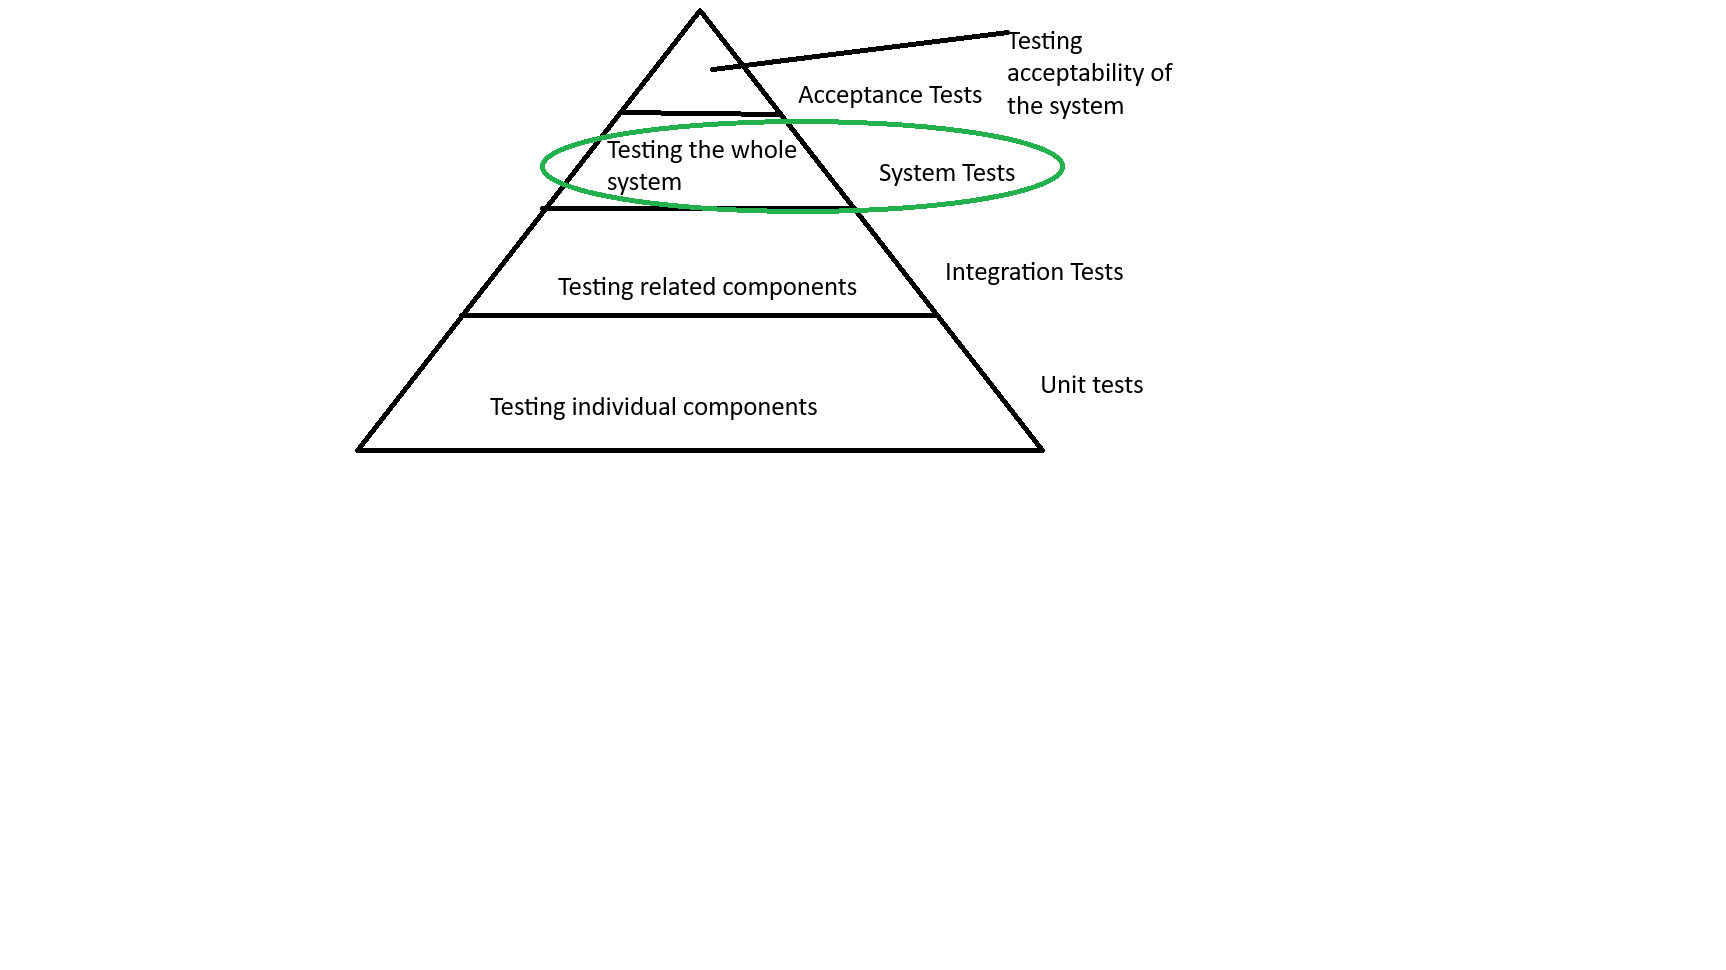 Testing
acceptability of
the system
Acceptance Tests
Testing the whole
system
System Tests
Integration Tests
Testing related components
Unit tests
Testing individual components